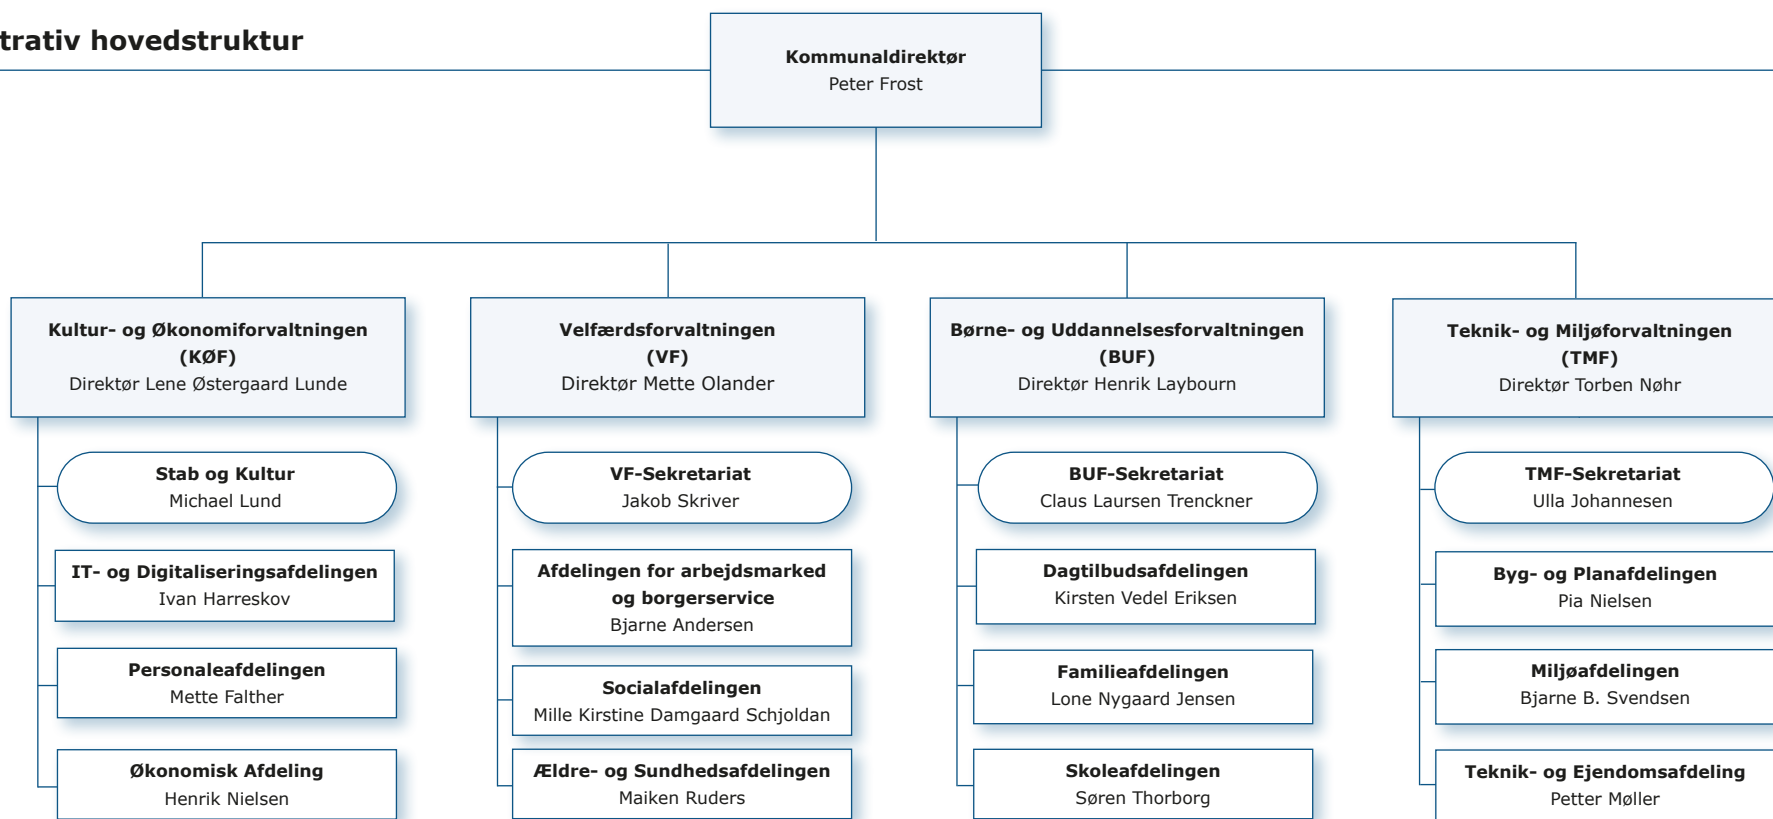 trativ hovedstruktur
Kommunaldirektør
Peter Frost
Kultur- og Økonomiforvaltningen
(KØF)
Direktør Lene Østergaard Lunde
Stab og Kultur
Michael Lund
IT- og Digitaliseringsafdelingen
Ivan Harreskov
Personaleafdelingen
Mette Falther
Økonomisk Afdeling
Henrik Nielsen
Velfærdsforvaltningen
(VF)
Direktør Mette Olander
VF-Sekretariat
Jakob Skriver
Afdelingen for arbejdsmarked
og borgerservice
Bjarne Andersen
Socialafdelingen
Mille Kirstine Damgaard Schjoldan
Ældre- og Sundhedsafdelingen
Maiken Ruders
Børne- og Uddannelsesforvaltningen
(BUF)
Direktør Henrik Laybourn
BUF-Sekretariat
Claus Laursen Trenckner
Dagtilbudsafdelingen
Kirsten Vedel Eriksen
Familieafdelingen
Lone Nygaard Jensen
Skoleafdelingen
Søren Thorborg
Teknik- og Miljøforvaltningen
(TMF)
Direktør Torben Nøhr
TMF-Sekretariat
Ulla Johannesen
Byg- og Planafdelingen
Pia Nielsen
Miljøafdelingen
Bjarne B. Svendsen
Teknik- og Ejendomsafdeling
Petter Møller